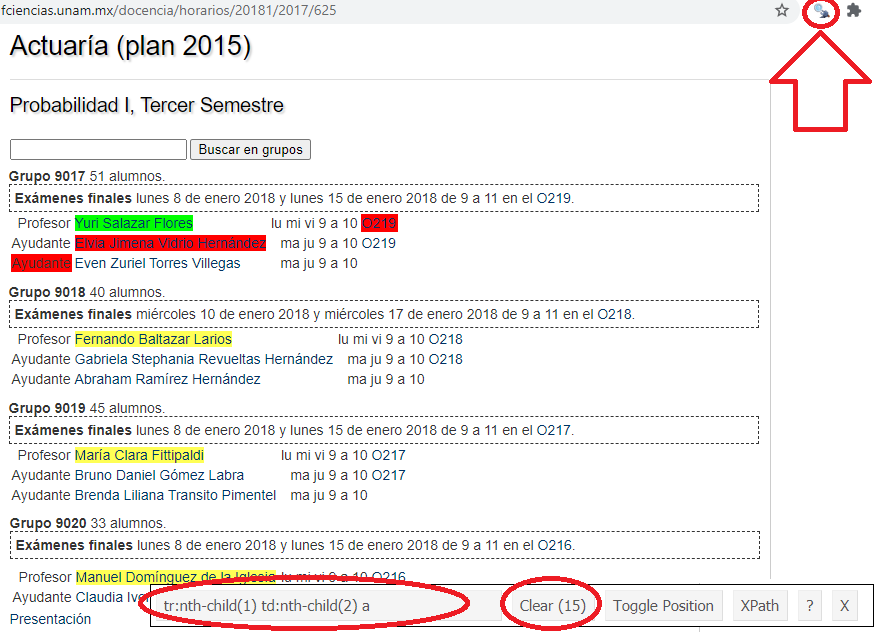 fciencias.unam.mx/docencia/horarios/20181/2017/625
Actuaría (plan 2015)
Probabilidad I, Tercer Semestre
Buscar en grupos
Grupo 9017 51 alumnos.
Exámenes finales lunes 8 de enero 2018 y lunes 15 de enero 2018 de 9 a 11 en el O219.
Profesor Yuri Salazar Flores lu mi vi 9 a 10 O219
Ayudante Elvia Jimena Vidrio Hernández ma ju 9 a 10 O219
Ayudante Even Zuriel Torres Villegas ma ju 9 a 10
Grupo 9018 40 alumnos.
Exámenes finales miércoles 10 de enero 2018 y miércoles 17 de enero 2018 de 9 a 11 en el O218.
Profesor Fernando Baltazar Larios lu mi vi 9 a 10 O218
Ayudante Gabriela Stephania Revueltas Hernández ma ju 9 a 10 O218
Ayudante Abraham Ramírez Hernández ma ju 9 a 10
Grupo 9019 45 alumnos.
Exámenes finales lunes 8 de enero 2018 y lunes 15 de enero 2018 de 9 a 11 en el O217.
Profesor María Clara Fittipaldi lu mi vi 9 a 10 O217
Ayudante Bruno Daniel Gómez Labra ma ju 9 a 10 O217
Ayudante Brenda Liliana Transito Pimentel ma ju 9 a 10
Grupo 9020 33 alumnos.
Exámenes finales lunes 8 de enero 2018 y lunes 15 de enero 2018 de 9 a 11 en el O216.
Profesor Manuel Domínguez de la Iglesia lu mi vi 9 a 10 O216
Ayudante Claudia
Presentación
tr:nth-child(1) td:nth-child(2) a Clear (15) Toggle Position XPath ? X